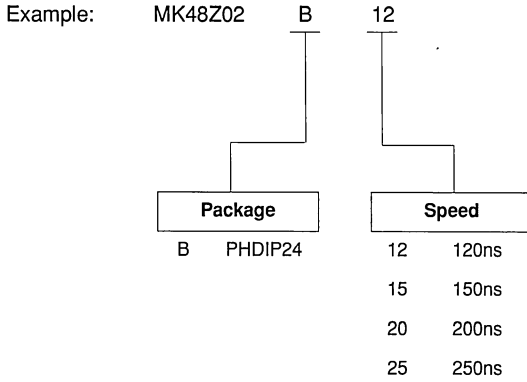 Example: MK48Z02 B 12
Package Speed
B PHDIP24 12 120ns
15 150ns
20 200ns
25 250ns